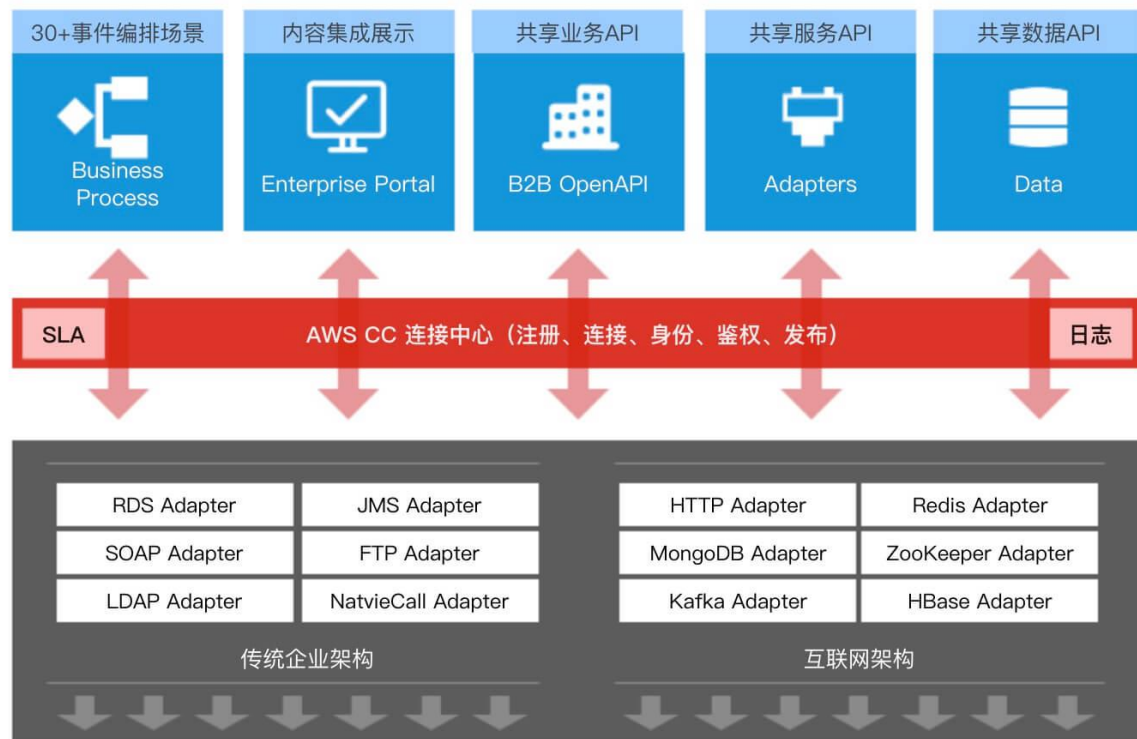 30+事件编排场景
内容集成展示
共享业务API
共享服务API
共享数据API
Business
Process
Enterprise Portal
B2B OpenAPI
Adapters
Data
SLA
AWS CC 连接中心（注册、连接、身份、鉴权、发布）
日志
RDS Adapter
JMS Adapter
HTTP Adapter
Redis Adapter
SOAP Adapter
FTP Adapter
MongoDB Adapter
ZooKeeper Adapter
LDAP Adapter
NatvieCall Adapter
Kafka Adapter
HBase Adapter
传统企业架构
互联网架构